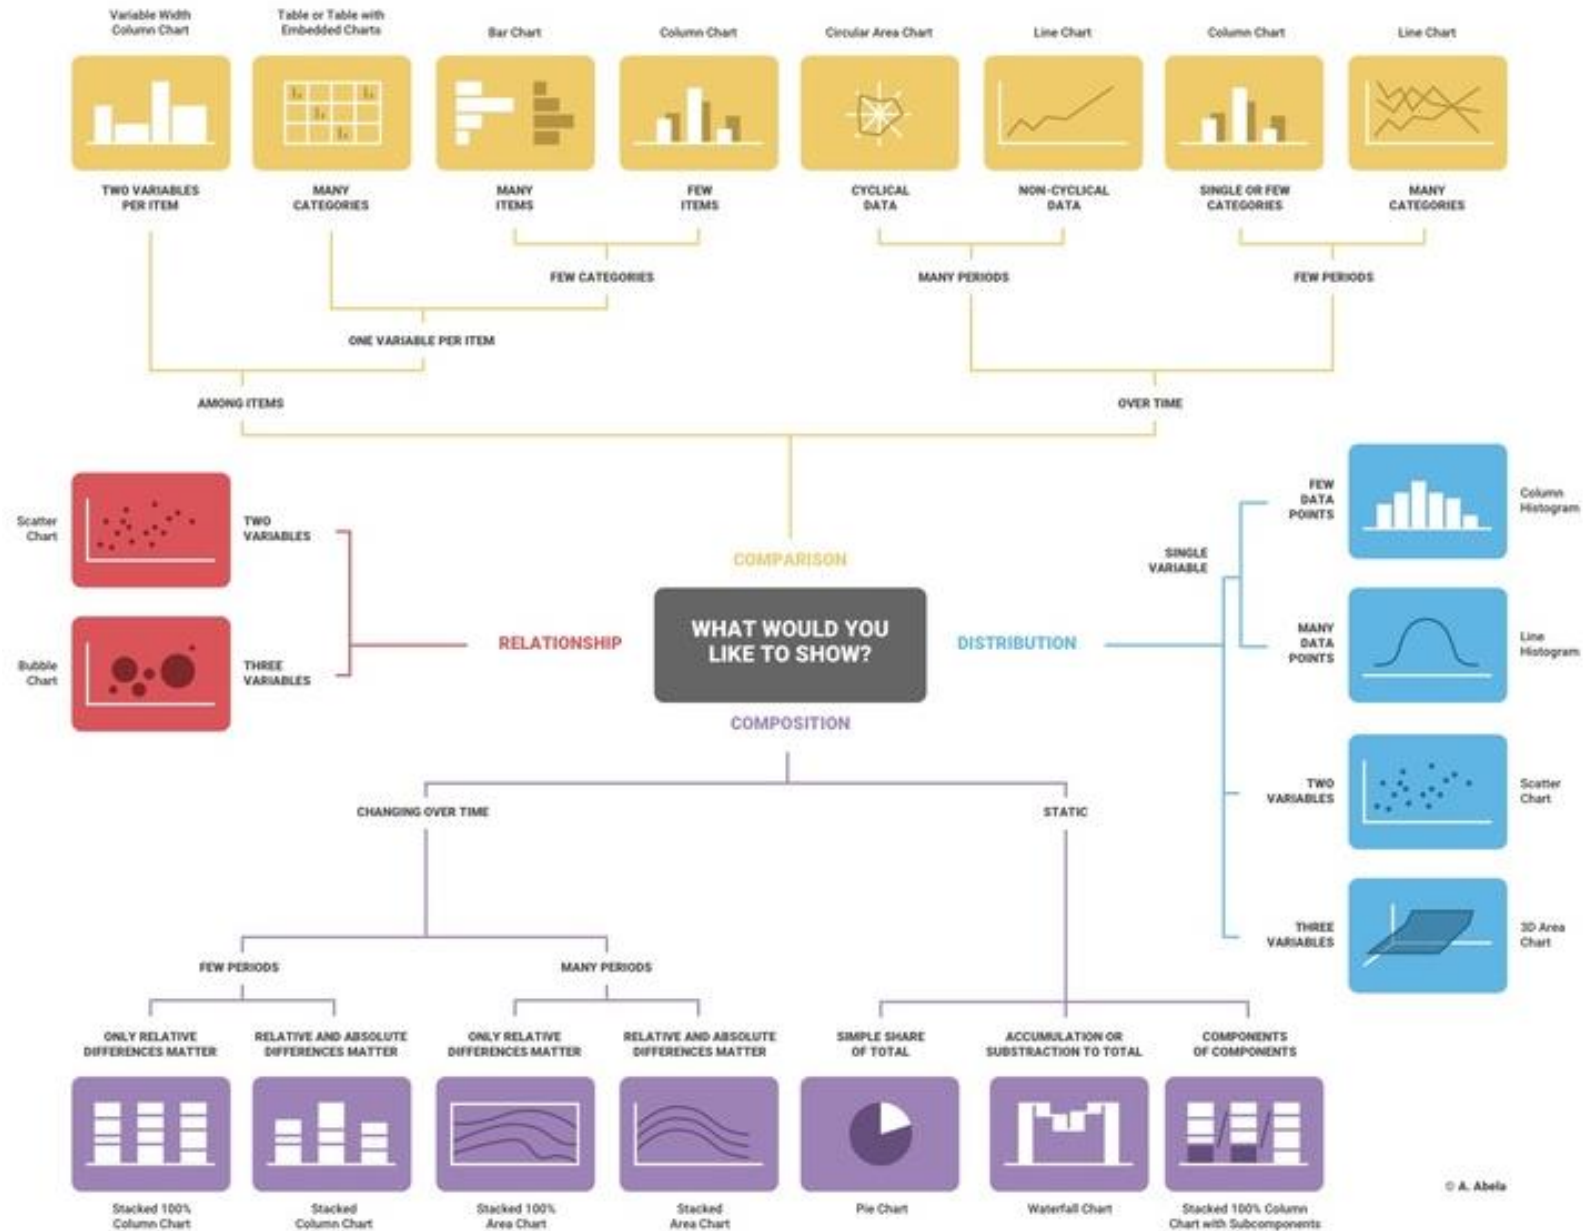 Variable Width
Column Chart
Table or Table with
Embedded Charts
Bar Chart
Column Chart
Circular Area Chart
Line Chart
Column Chart
Line Chart
TWO VARIABLES
PER ITEM
MANY
CATEGORIES
MANY
ITEMS
FEW
ITEMS
CYCLICAL
DATA
NON-CYCLICAL
DATA
SINGLE OR FEW
CATEGORIES
MANY
CATEGORIES
FEW CATEGORIES
MANY PERIODS
FEW PERIODS
ONE VARIABLE PER ITEM
AMONG ITEMS
OVER TIME
Scatter
Chart
TWO
VARIABLES
Bubble
Chart
THREE
VARIABLES
RELATIONSHIP
COMPARISON
WHAT WOULD YOU
LIKE TO SHOW?
COMPOSITION
DISTRIBUTION
SINGLE
VARIABLE
FEW
DATA
POINTS
Column
Histogram
MANY
DATA
POINTS
Line
Histogram
TWO
VARIABLES
Scatter
Chart
THREE
VARIABLES
3D Area
Chart
CHANGING OVER TIME
STATIC
FEW PERIODS
MANY PERIODS
ONLY RELATIVE
DIFFERENCES MATTER
RELATIVE AND ABSOLUTE
DIFFERENCES MATTER
ONLY RELATIVE
DIFFERENCES MATTER
RELATIVE AND ABSOLUTE
DIFFERENCES MATTER
SIMPLE SHARE
OF TOTAL
ACCUMULATION OR
SUBSTRACTION TO TOTAL
COMPONENTS
OF COMPONENTS
Stacked 100%
Column Chart
Stacked
Column Chart
Stacked 100%
Area Chart
Stacked
Area Chart
Pie Chart
Waterfall Chart
Stacked 100% Column
Chart with Subcomponents
© A. Abela